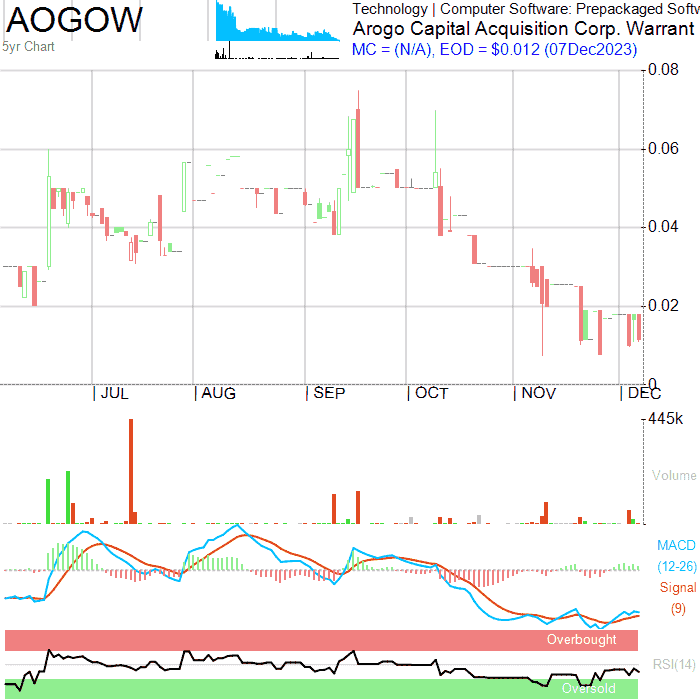 AOGOW
5yr Chart
Technology | Computer Software: Prepackaged Softw
Arogo Capital Acquisition Corp. Warrant
MC = (N/A), EOD = $0.012 (07Dec2023)
0.08
0.06
0.04
0.02
0
| JUL | AUG | SEP | OCT | NOV | DEC
445k
Volume
MACD
(12-26)
Signal
(9)
Overbought
RSI(14)
Oversold